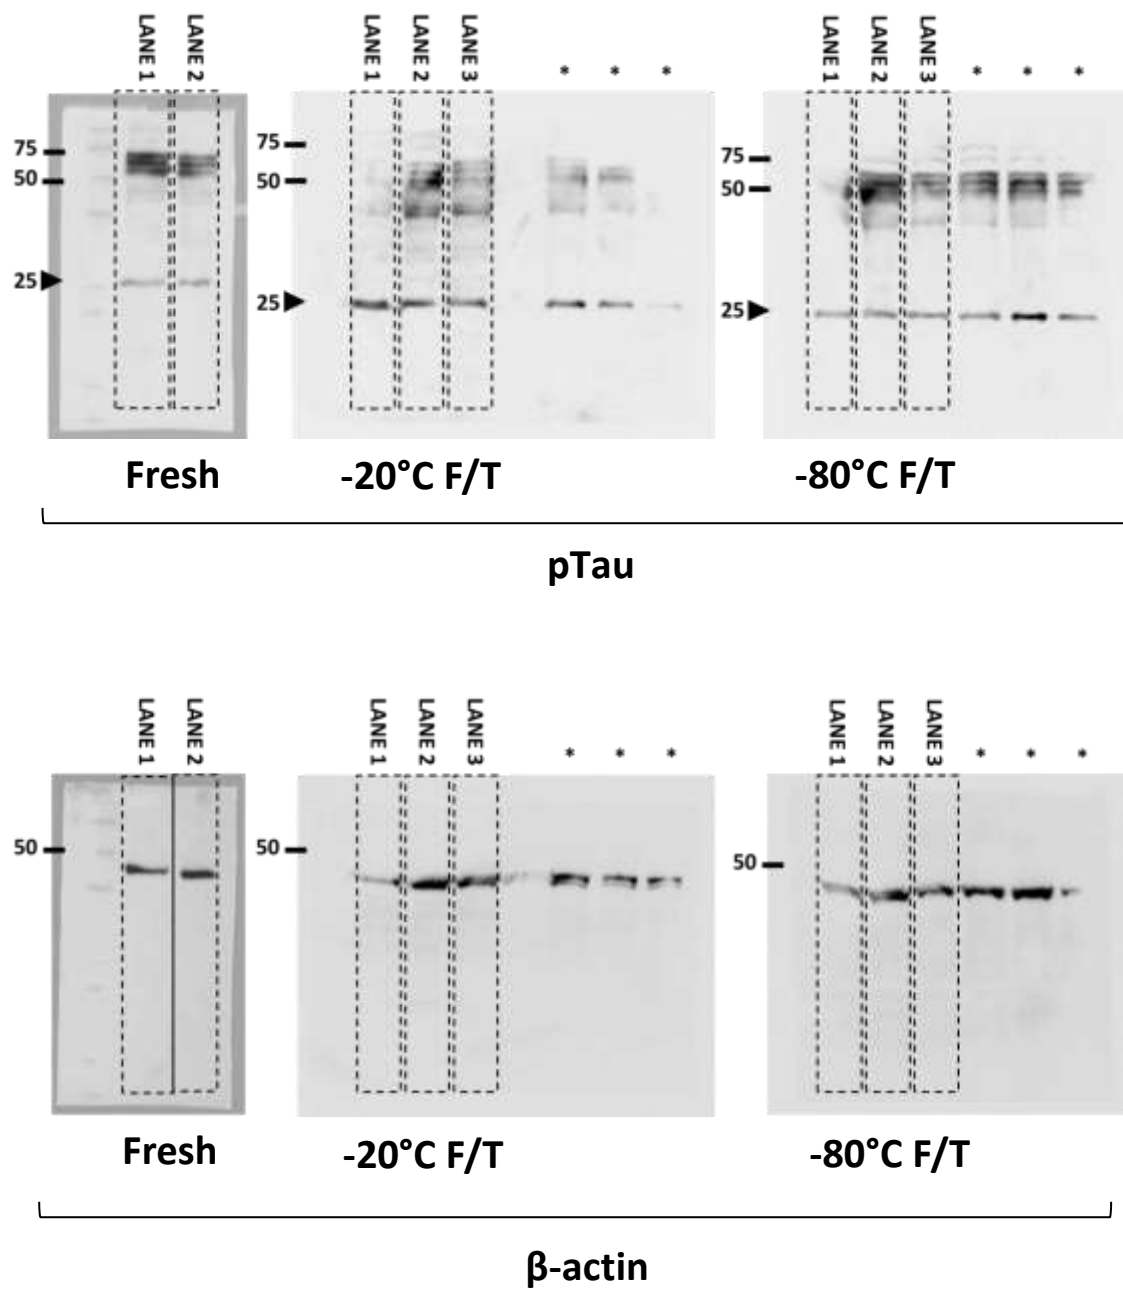 LANE 1 LANE 2 LANE 1 LANE 2 LANE 3 * * * LANE 1 LANE 2 LANE 3 * * *
75 75 75
50 50 50
25 25 25
Fresh -20°C F/T -80°C F/T
pTau
LANE 1 LANE 2 LANE 1 LANE 2 LANE 3 * * * LANE 1 LANE 2 LANE 3 * * *
50 50 50
Fresh -20°C F/T -80°C F/T
β-actin